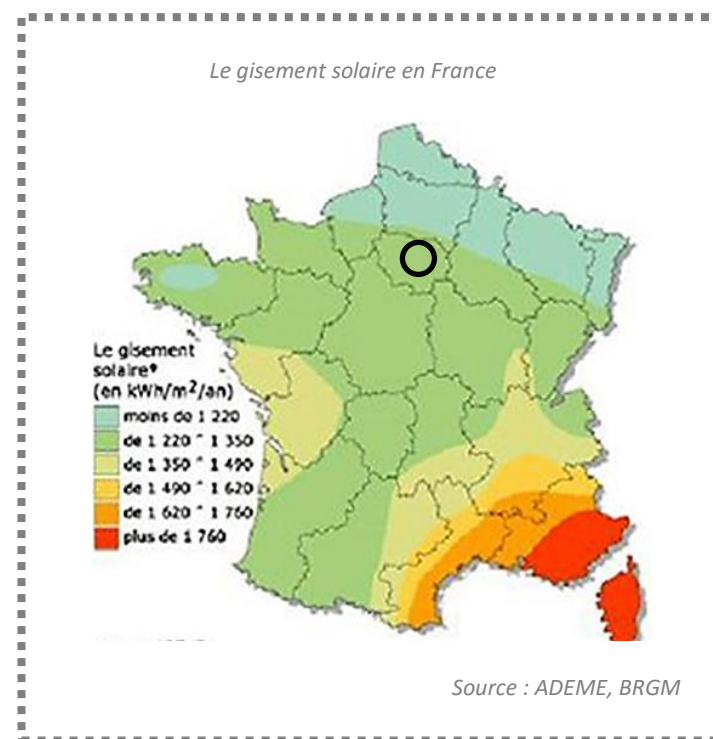 Le gisement solaire en France
Le gisement
solaire*
(en kWh/m²/an)
moins de 1 220
de 1 220 ~ 1 350
de 1 350 ~ 1 490
de 1 490 ~ 1 620
de 1 620 ~ 1 760
plus de 1 760
Source : ADEME, BRGM